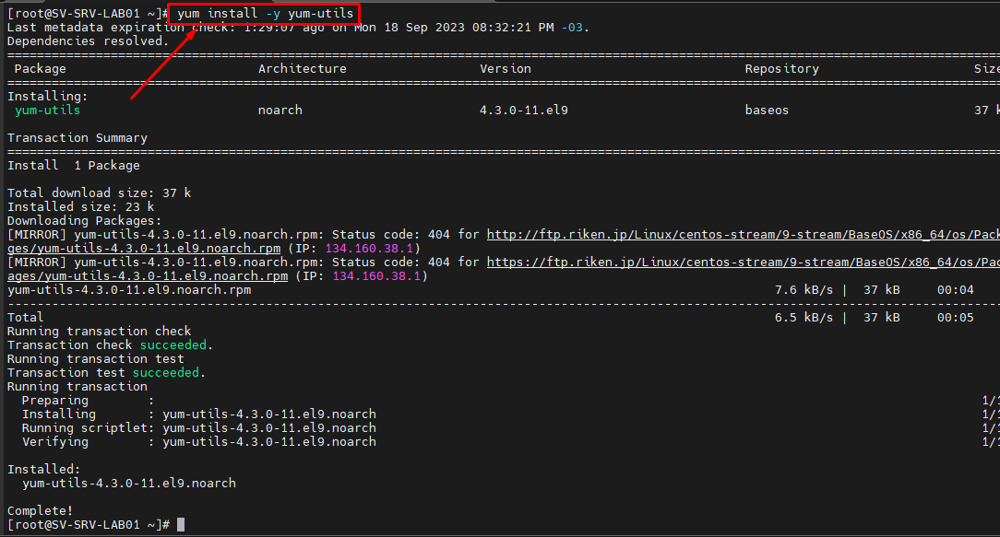 [root@SV-SRV-LAB01 ~]# yum install -y yum-utils
Last metadata expiration check: 1:29:07 ago on Mon 18 Sep 2023 08:32:21 PM -03.
Dependencies resolved.
Package Architecture Version Repository Size
Installing:
yum-utils noarch 4.3.0-11.el9 baseos 37 k
Transaction Summary
Install 1 Package
Total download size: 37 k
Installed size: 23 k
Downloading Packages:
[MIRROR] yum-utils-4.3.0-11.el9.noarch.rpm: Status code: 404 for http://ftp.riken.jp/Linux/centos-stream/9-stream/BaseOS/x86_64/os/Pack
ges/yum-utils-4.3.0-11.el9.noarch.rpm (IP: 134.160.38.1)
[MIRROR] yum-utils-4.3.0-11.el9.noarch.rpm: Status code: 404 for https://ftp.riken.jp/Linux/centos-stream/9-stream/BaseOS/x86_64/os/Pac
ages/yum-utils-4.3.0-11.el9.noarch.rpm (IP: 134.160.38.1)
yum-utils-4.3.0-11.el9.noarch.rpm 7.6 kB/s | 37 kB 00:04
Total 6.5 kB/s | 37 kB 00:05
Running transaction check
Transaction check succeeded.
Running transaction test
Transaction test succeeded.
Running transaction
Preparing : 1/1
Installing : yum-utils-4.3.0-11.el9.noarch 1/1
Running scriptlet: yum-utils-4.3.0-11.el9.noarch 1/1
Verifying : yum-utils-4.3.0-11.el9.noarch 1/1
Installed:
yum-utils-4.3.0-11.el9.noarch
Complete!
[root@SV-SRV-LAB01 ~]#